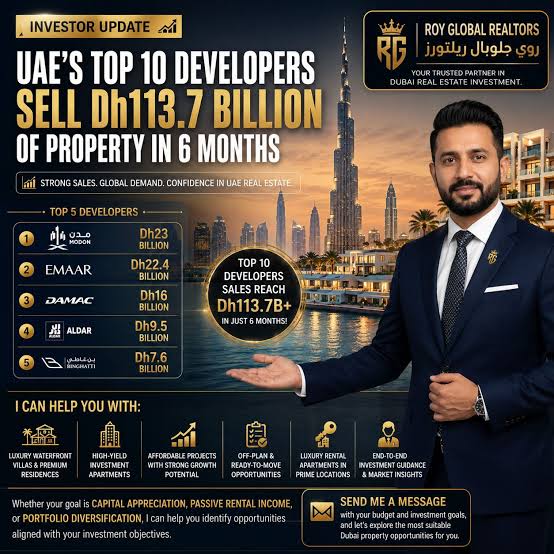 INVESTOR UPDATE
RG
ROY GLOBAL REALTORS
روي جلوبال ريلتورز
YOUR TRUSTED PARTNER IN
DUBAI REAL ESTATE INVESTMENT.
UAE'S TOP 10 DEVELOPERS
SELL Dh113.7 BILLION
OF PROPERTY IN 6 MONTHS
STRONG SALES. GLOBAL DEMAND. CONFIDENCE IN UAE REAL ESTATE.
TOP 5 DEVELOPERS
1 مدن MODON Dh23 BILLION
2 EMAAR Dh22.4 BILLION
3 DAMAC Dh16 BILLION
4 ALDAR Dh9.5 BILLION
5 بن غاطي BINGHATTI Dh7.6 BILLION
TOP 10
DEVELOPERS
SALES REACH
Dh113.7B+
IN JUST 6 MONTHS!
RG
I CAN HELP YOU WITH:
LUXURY WATERFRONT
VILLAS & PREMIUM
RESIDENCES
HIGH-YIELD
INVESTMENT
APARTMENTS
AFFORDABLE PROJECTS
WITH STRONG GROWTH
POTENTIAL
OFF-PLAN &
READY-TO-MOVE
OPPORTUNITIES
LUXURY RENTAL
APARTMENTS IN
PRIME LOCATIONS
END-TO-END
INVESTMENT GUIDANCE
& MARKET INSIGHTS
Whether your goal is CAPITAL APPRECIATION, PASSIVE RENTAL INCOME,
or PORTFOLIO DIVERSIFICATION, I can help you identify opportunities
aligned with your investment objectives.
SEND ME A MESSAGE
with your budget and investment goals,
and let's explore the most suitable
Dubai property opportunities for you.